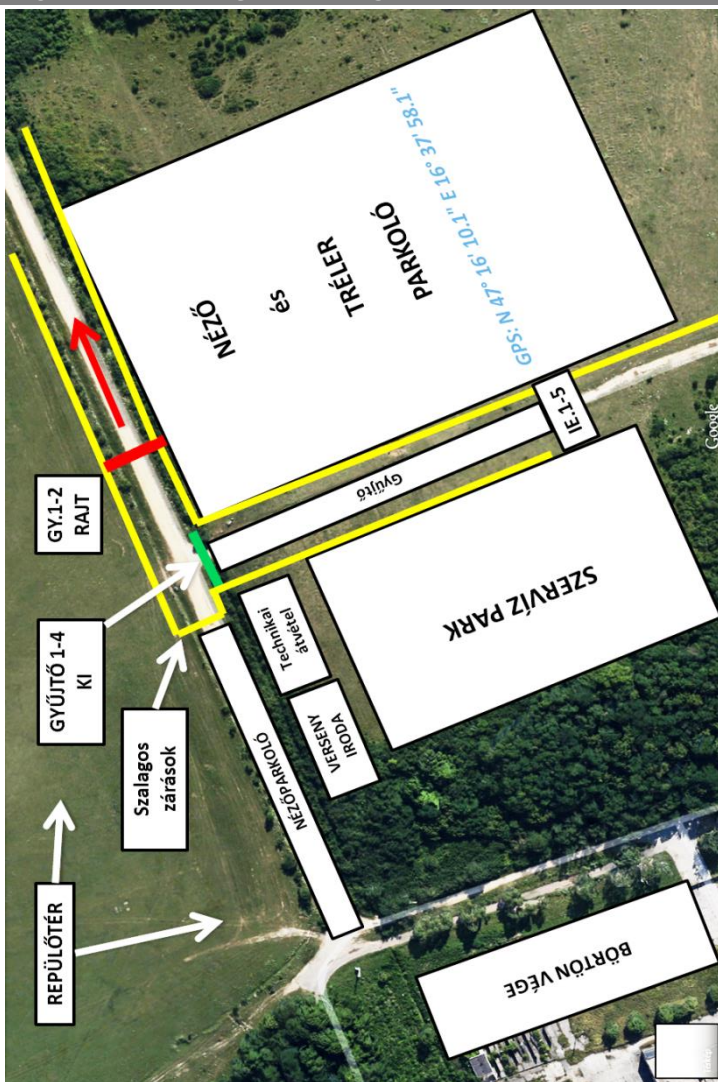 REPÜLŐTÉR
Szalagos
zárások
GYŰJTŐ 1-4
KI
GY.1-2
RAJT
NÉZŐPARKOLÓ
VERSENY
IRODA
Technikai
átvétel
Gyűjtő
NÉZŐ
és
TRÉLER
PARKOLÓ
GPS: N 47° 16' 10.1" E 16° 37' 58.1"
IE.1-5
SZERVÍZ PARK
BÖRTÖN VÉGE
Google